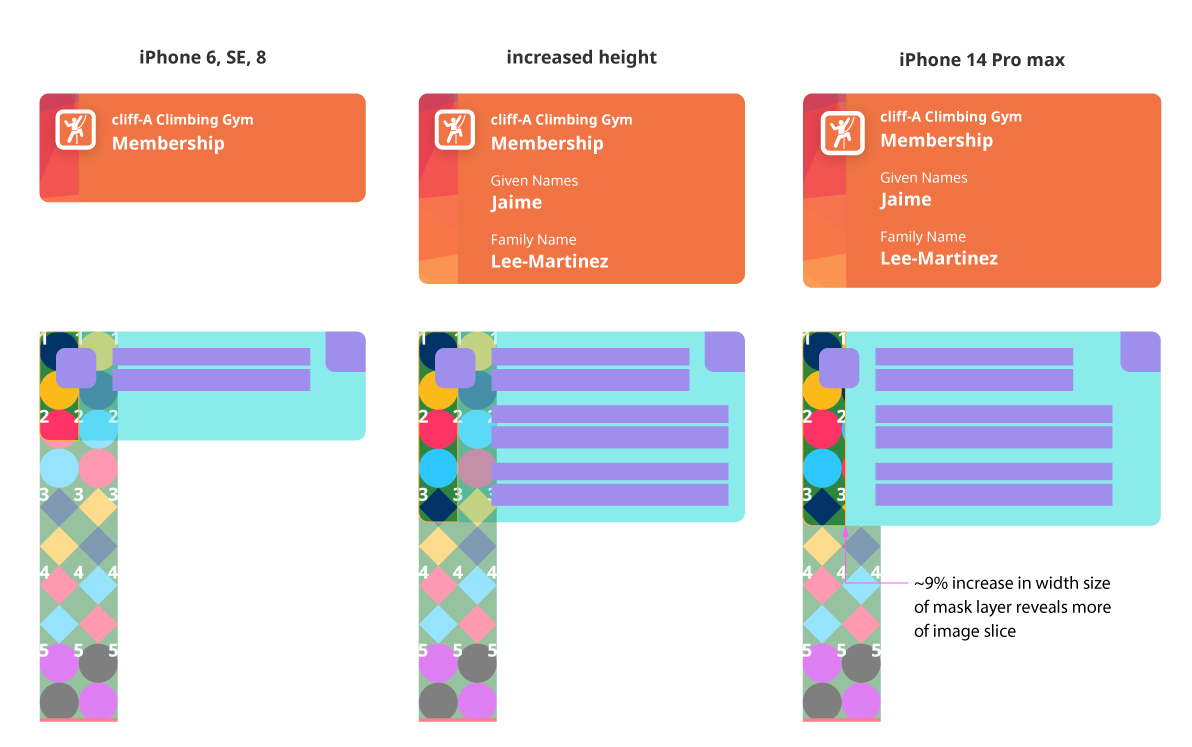 iPhone 6, SE, 8
increased height
iPhone 14 Pro max
cliff-A Climbing Gym
Membership
cliff-A Climbing Gym
Membership
Given Names
Jaime
Family Name
Lee-Martinez
cliff-A Climbing Gym
Membership
Given Names
Jaime
Family Name
Lee-Martinez
1 1 1
2 2 2
3 3 3
4 4 4
5 5 5
1 1 1
2 2 2
3 3 3
4 4 4
5 5 5
1 1
2 2
3 3
4 4 4
5 5 5
~9% increase in width size
of mask layer reveals more
of image slice